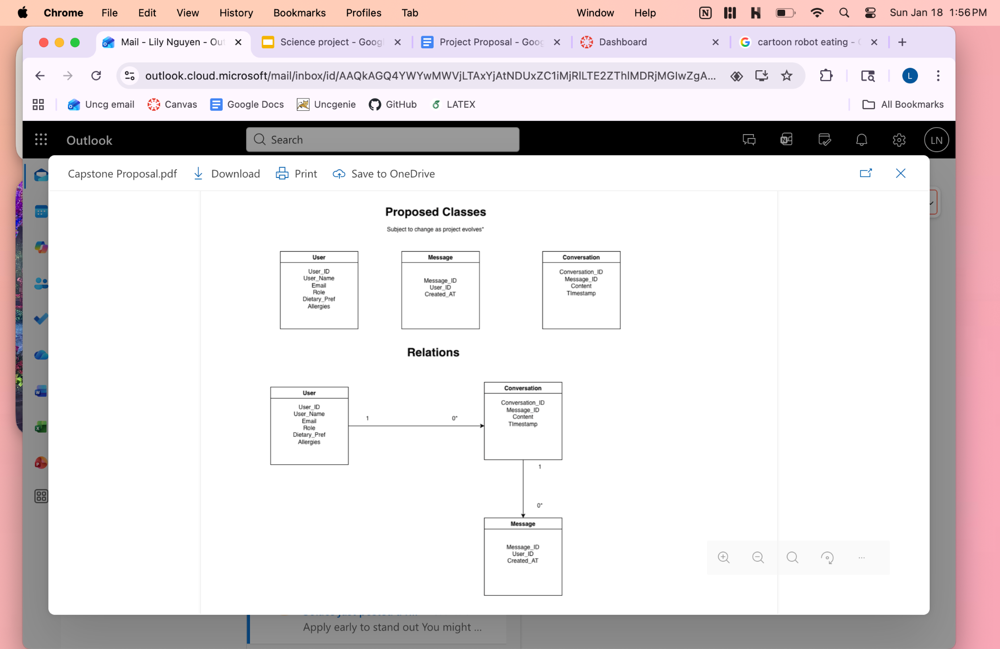 Chrome File Edit View History Bookmarks Profiles Tab Window Help Sun Jan 18 1:56 PM
Mail - Lily Nguyen - Out Science project - Googl Project Proposal - Goog Dashboard cartoon robot eating -
outlook.cloud.microsoft/mail/inbox/id/AAQkAGQ4YWYwMWVjLTAxYjAtNDUxZC1iMjRlLTE2ZThlMDRjMGIwZgA... L
Uncg email Canvas Google Docs Uncgenie GitHub LATEX All Bookmarks
Outlook Search LN
Capstone Proposal.pdf Download Print Save to OneDrive
Proposed Classes
Subject to change as project evolves*
User
User_ID
User_Name
Email
Role
Dietary_Pref
Allergies
Message
Message_ID
User_ID
Created_AT
Conversation
Conversation_ID
Message_ID
Content
TImestamp
Relations
User
User_ID
User_Name
Email
Role
Dietary_Pref
Allergies
1 0*
Conversation
Conversation_ID
Message_ID
Content
TImestamp
1
0*
Message
Message_ID
User_ID
Created_AT
Apply early to stand out You might ...